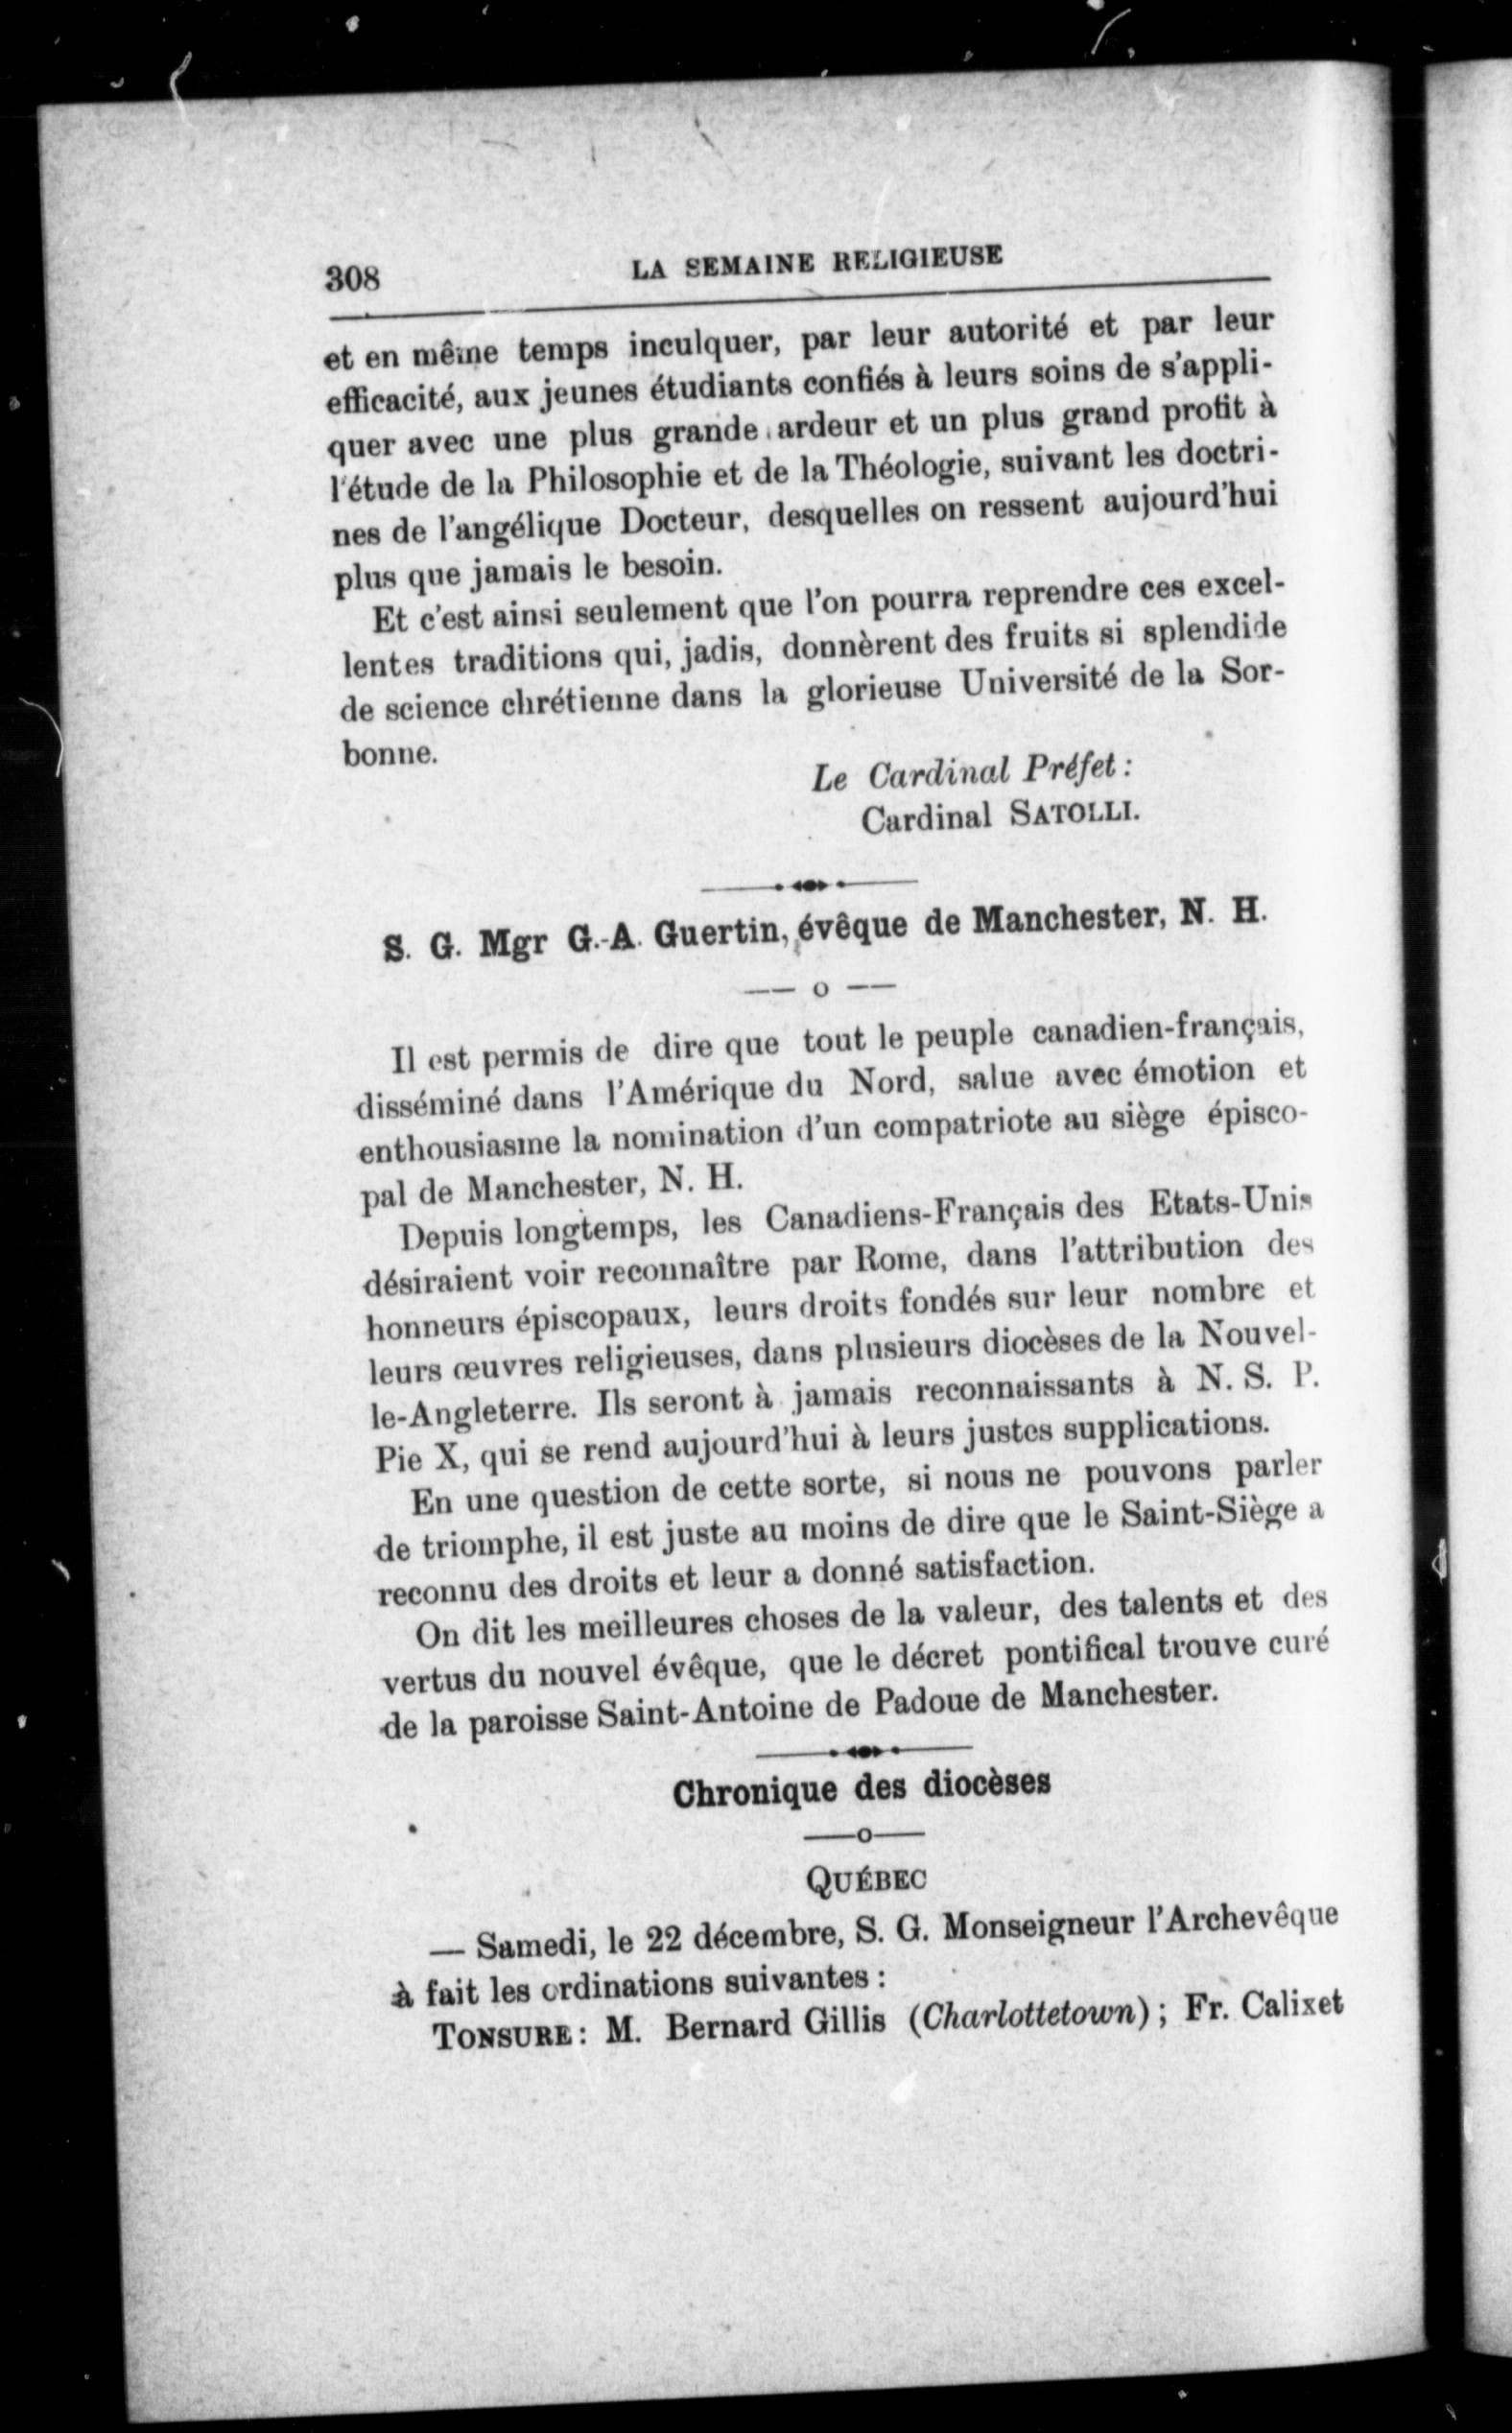 308 LA SEMAINE RELIGIEUSE
et en même temps inculquer, par leur autorité et par leur
efficacité, aux jeunes étudiants confiés à leurs soins de s'appli-
quer avec une plus grande ardeur et un plus grand profit à
l'étude de la Philosophie et de la Théologie, suivant les doctri-
nes de l'angélique Docteur, desquelles on ressent aujourd'hui
plus que jamais le besoin.
Et c'est ainsi seulement que l'on pourra reprendre ces excel-
lentes traditions qui, jadis, donnèrent des fruits si splendide
de science chrétienne dans la glorieuse Université de la Sor-
bonne.
Le Cardinal Préfet :
Cardinal SATOLLI.
S. G. Mgr G.-A. Guertin, évêque de Manchester, N. H.
—— o ——
Il est permis de dire que tout le peuple canadien-français,
disséminé dans l'Amérique du Nord, salue avec émotion et
enthousiasme la nomination d'un compatriote au siège épisco-
pal de Manchester, N. H.
Depuis longtemps, les Canadiens-Français des Etats-Unis
désiraient voir reconnaître par Rome, dans l'attribution des
honneurs épiscopaux, leurs droits fondés sur leur nombre et
leurs œuvres religieuses, dans plusieurs diocèses de la Nouvel-
le-Angleterre. Ils seront à jamais reconnaissants à N. S. P.
Pie X, qui se rend aujourd'hui à leurs justes supplications.
En une question de cette sorte, si nous ne pouvons parler
de triomphe, il est juste au moins de dire que le Saint-Siège a
reconnu des droits et leur a donné satisfaction.
On dit les meilleures choses de la valeur, des talents et des
vertus du nouvel évêque, que le décret pontifical trouve curé
de la paroisse Saint-Antoine de Padoue de Manchester.
Chronique des diocèses
——o——
QUÉBEC
— Samedi, le 22 décembre, S. G. Monseigneur l'Archevêque
à fait les ordinations suivantes :
TONSURE : M. Bernard Gillis (Charlottetown) ; Fr. Calixet